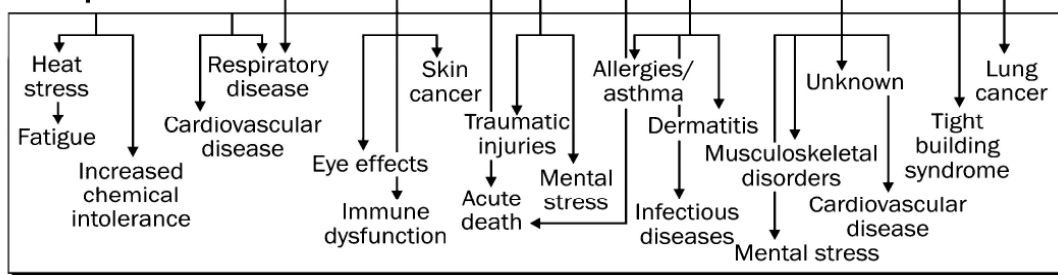 Heat
stress
Fatigue
Increased
chemical
intolerance
Respiratory
disease
Cardiovascular
disease
Eye effects
Skin
cancer
Immune
dysfunction
Traumatic
injuries
Acute
death
Mental
stress
Allergies/
asthma
Dermatitis
Infectious
diseases
Musculoskeletal
disorders
Mental stress
Unknown
Cardiovascular
disease
Tight
building
syndrome
Lung
cancer